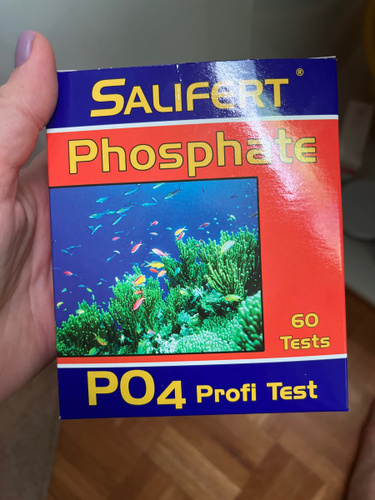 SALIFERT®
Phosphate
60
Tests
PO4 Profi Test